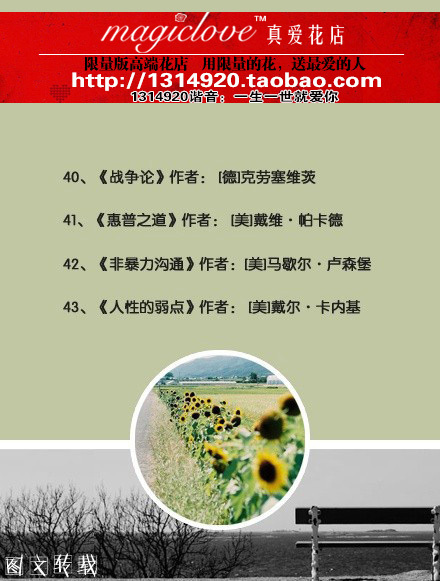 magiclove™ 真爱花店
限量版高端花店 用限量的花，送最爱的人
http://1314920.taobao.com
1314920谐音：一生一世就爱你
40、《战争论》作者：[德]克劳塞维茨
41、《惠普之道》作者：[美]戴维·帕卡德
42、《非暴力沟通》作者：[美]马歇尔·卢森堡
43、《人性的弱点》作者：[美]戴尔·卡内基
图文转载